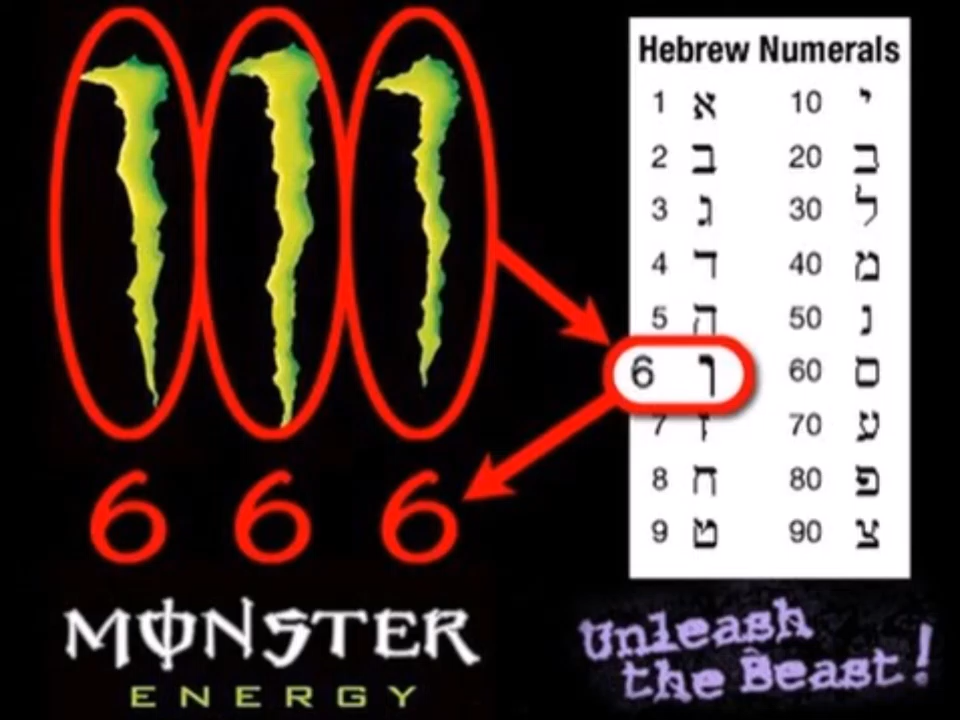 Hebrew Numerals
1 א 10 י
2 ב 20 כ
3 ג 30 ל
4 ד 40 מ
5 ה 50 נ
6 ו 60 ס
7 ז 70 ע
8 ח 80 פ
9 ט 90 צ
6 6 6
MONSTER
ENERGY
Unleash
the Beast!